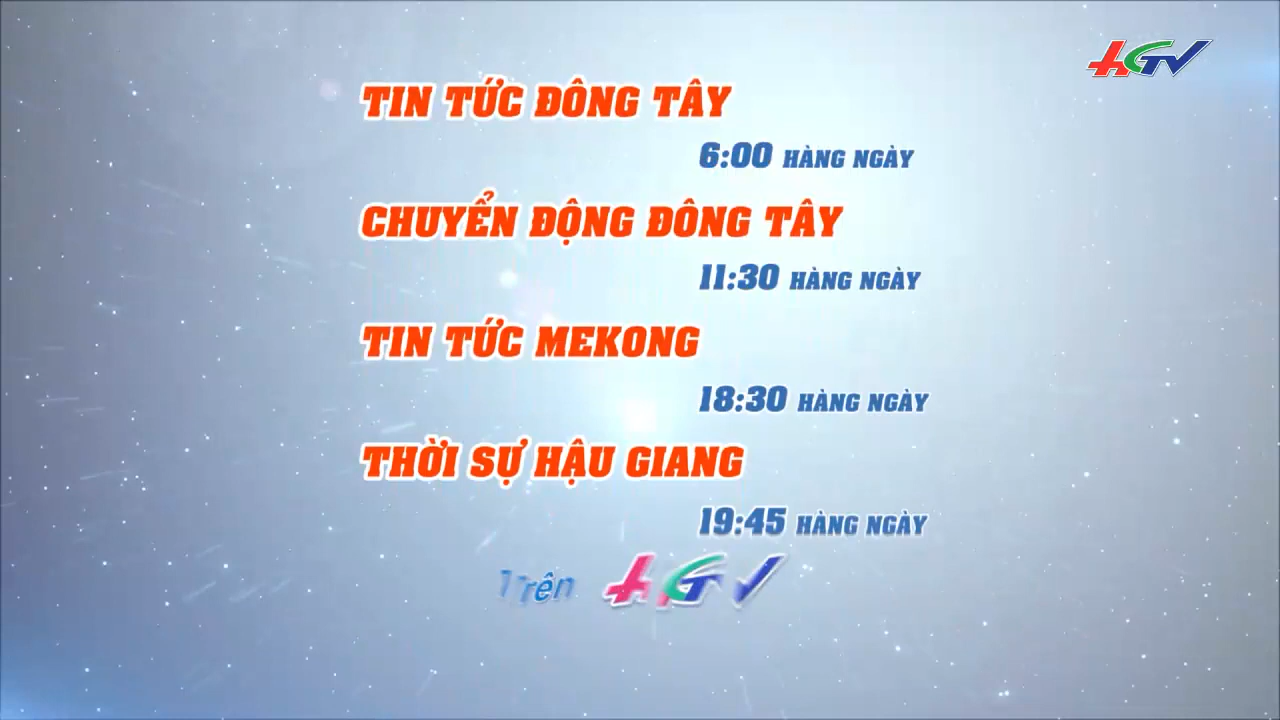 HGTV
TIN TỨC ĐÔNG TÂY
6:00 HÀNG NGÀY
CHUYỂN ĐỘNG ĐÔNG TÂY
11:30 HÀNG NGÀY
TIN TỨC MEKONG
18:30 HÀNG NGÀY
THỜI SỰ HẬU GIANG
19:45 HÀNG NGÀY
Trên HGTV